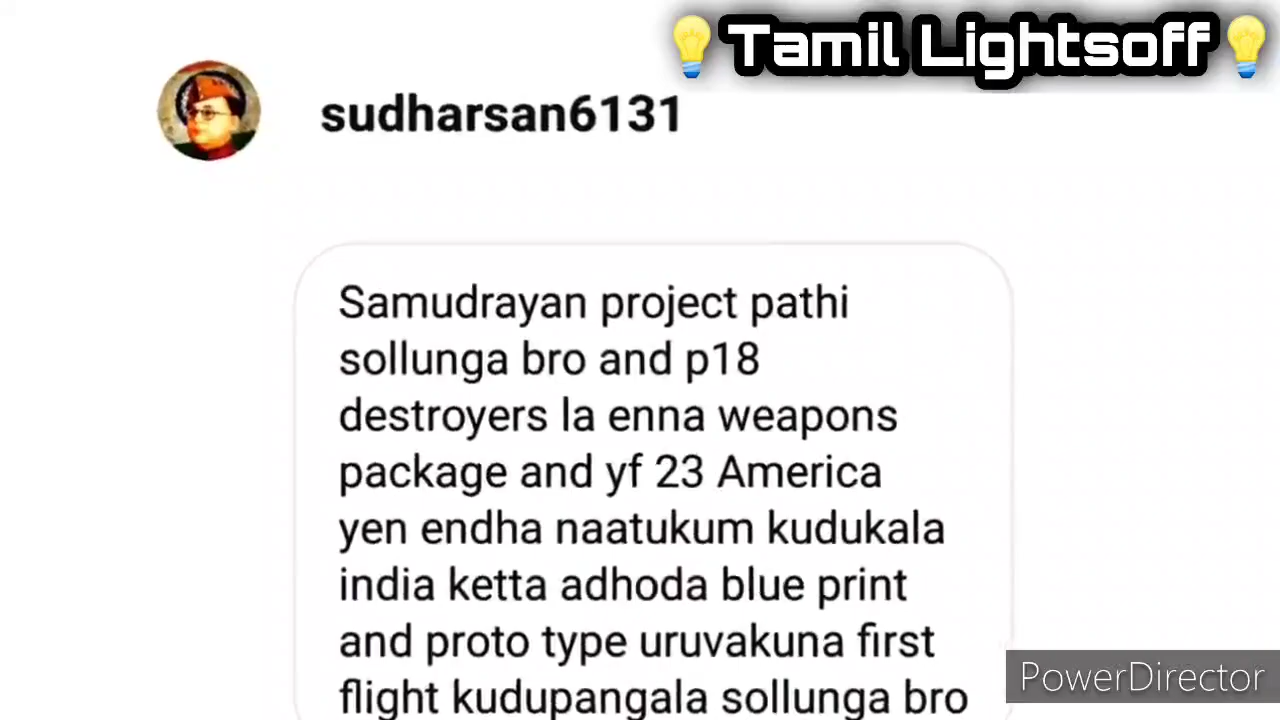 💡Tamil Lightsoff💡
sudharsan6131
Samudrayan project pathi
sollunga bro and p18
destroyers la enna weapons
package and yf 23 America
yen endha naatukum kudukala
india ketta adhoda blue print
and proto type uruvakuna first
flight kudupangala sollunga bro
PowerDirector